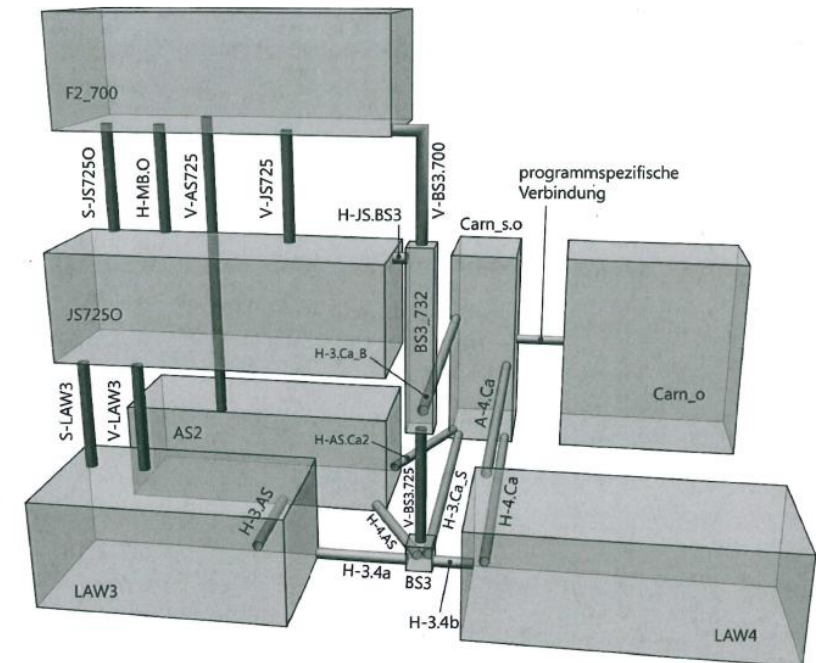 F2_700
S-JS725O
H-MB.O
V-AS725
V-JS725
V-BS3.700
programmspezifische
Verbindung
H-JS.BS3
Carn_s.o
JS725O
BS3_732
H-3.Ca_B
Carn_o
A-4.Ca
S-LAW3
V-LAW3
AS2
H-AS.Ca2
V-BS3.725
H-3.Ca_S
H-4.Ca
H-3.AS
H-4.AS
H-3.4a
BS3
LAW3
H-3.4b
LAW4